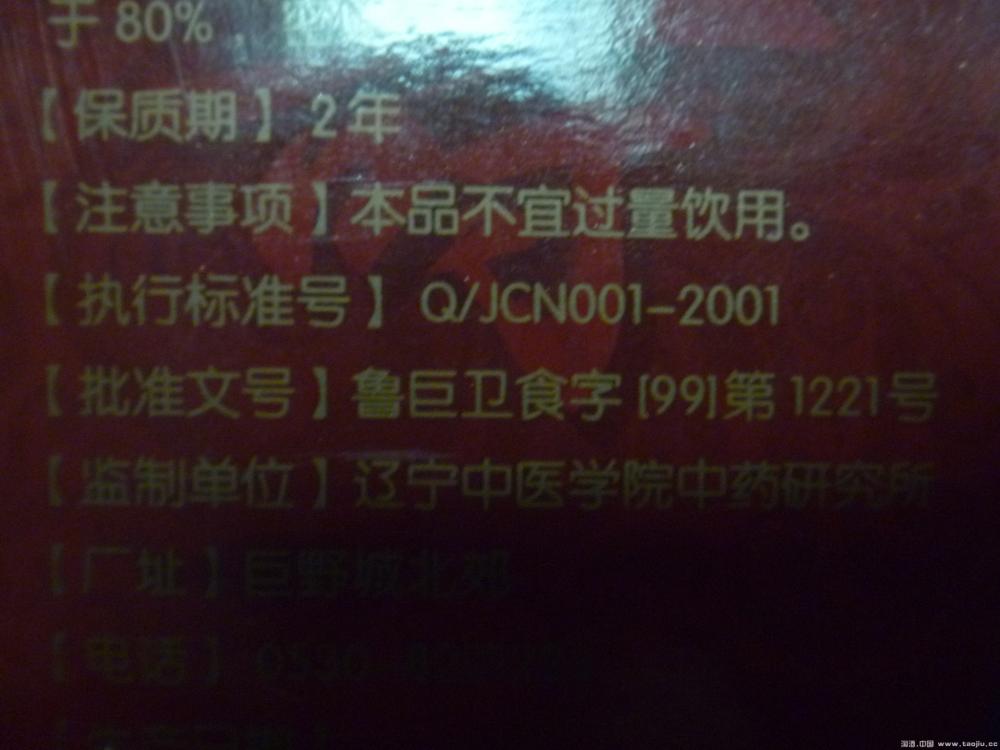 于 80%
【保质期】 2年
【注意事项】本品不宜过量饮用。
【执行标准号】 Q/JCN001-2001
【批准文号】鲁巨卫食字 [99]第 1221号
【监制单位】辽宁中医学院中药研究所
【厂址】巨野城北郊
【电话】 0530
淘酒.中国 www.taojiu.cc